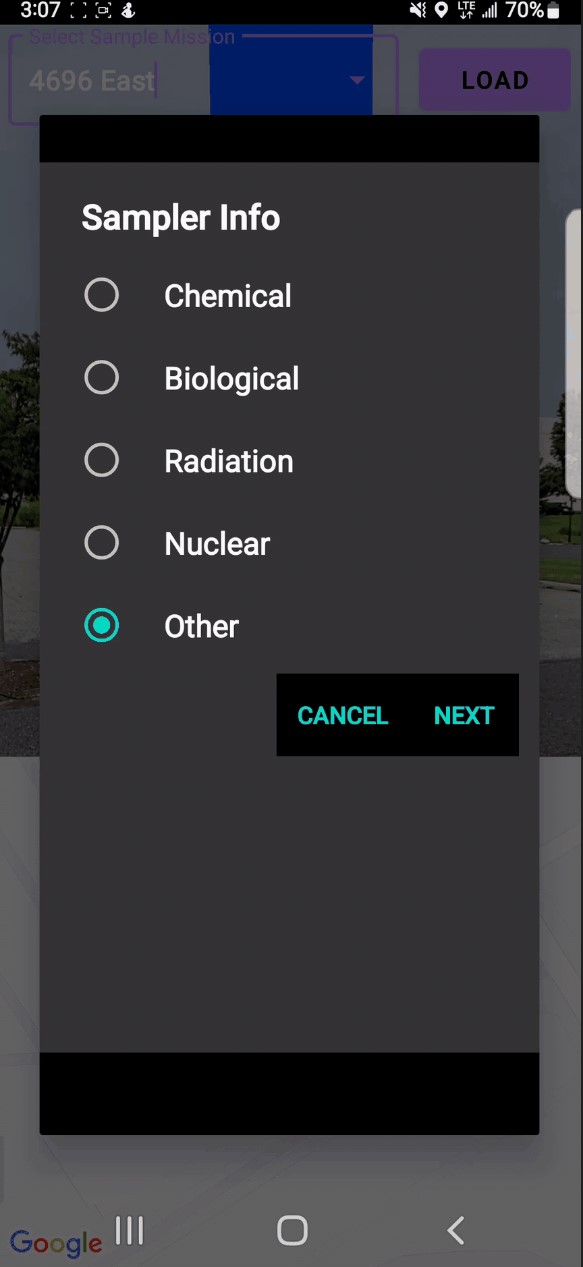 3:07 LTE 70%
Select Sample Mission
4696 East
LOAD
Sampler Info
Chemical
Biological
Radiation
Nuclear
Other
CANCEL NEXT
Google